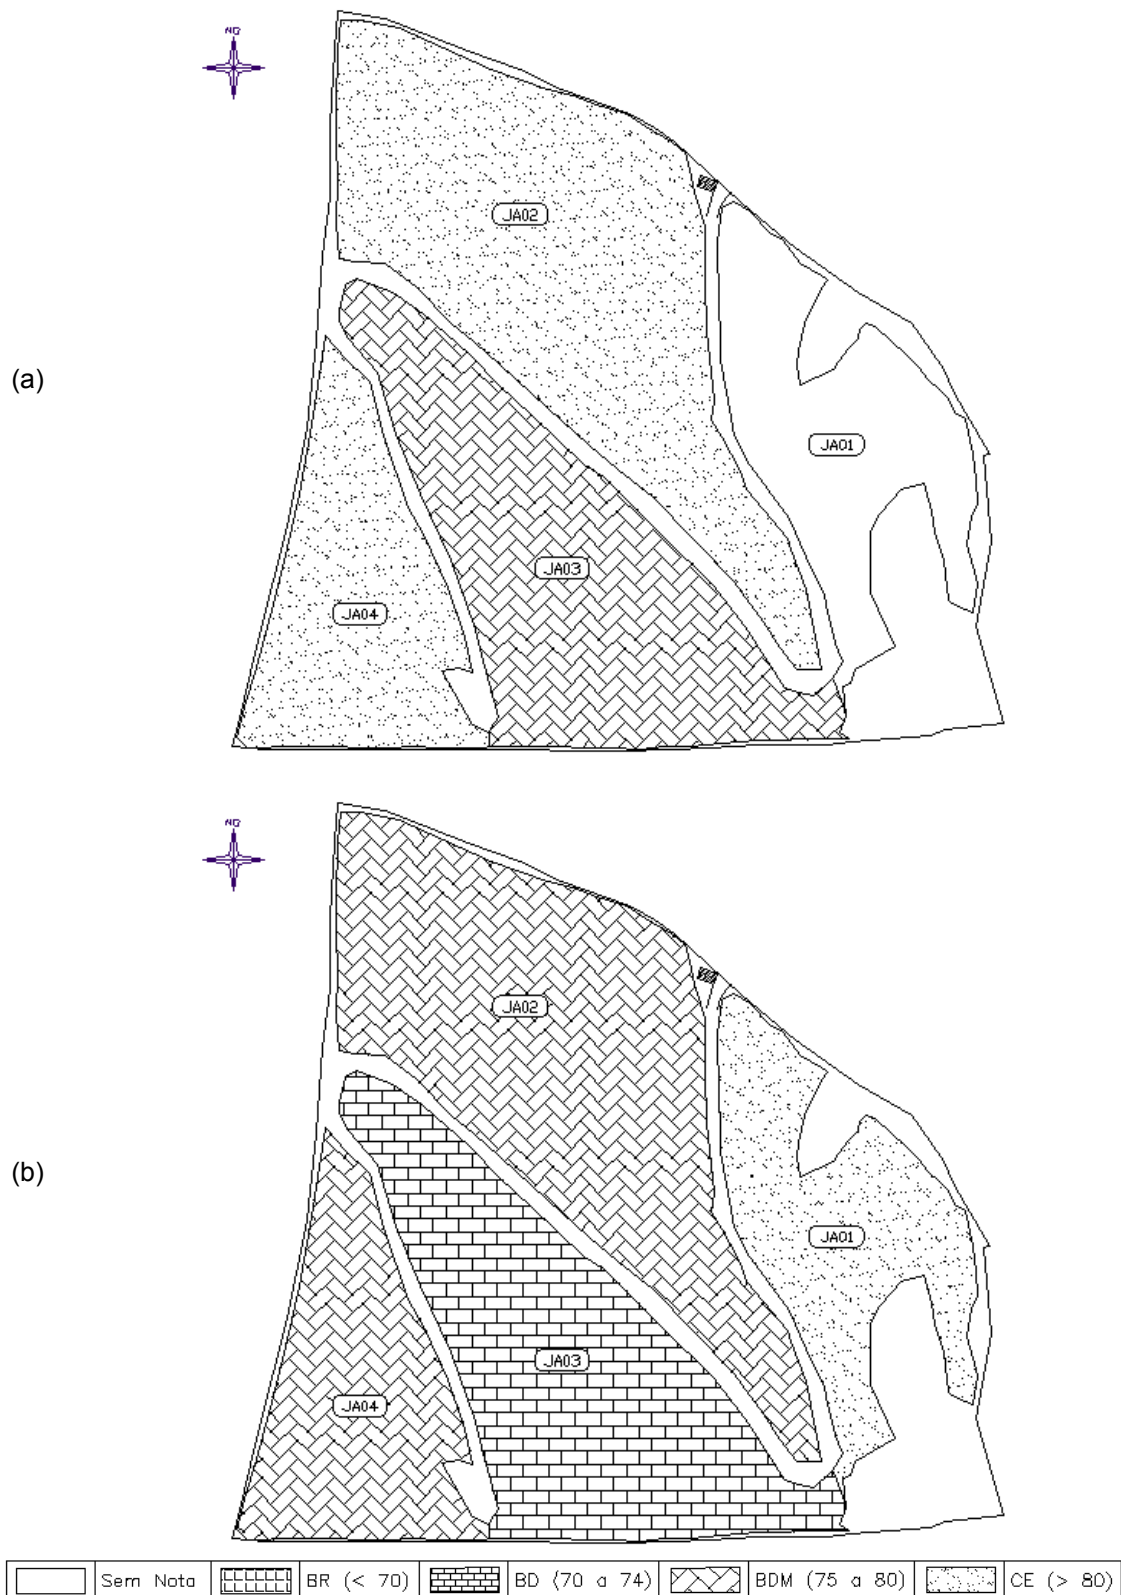 NQ
JA02
(a)
JA01
JA03
JA04
NQ
JA02
(b)
JA01
JA03
JA04
Sem Nota BR (< 70) BD (70 a 74) BDM (75 a 80) CE (> 80)